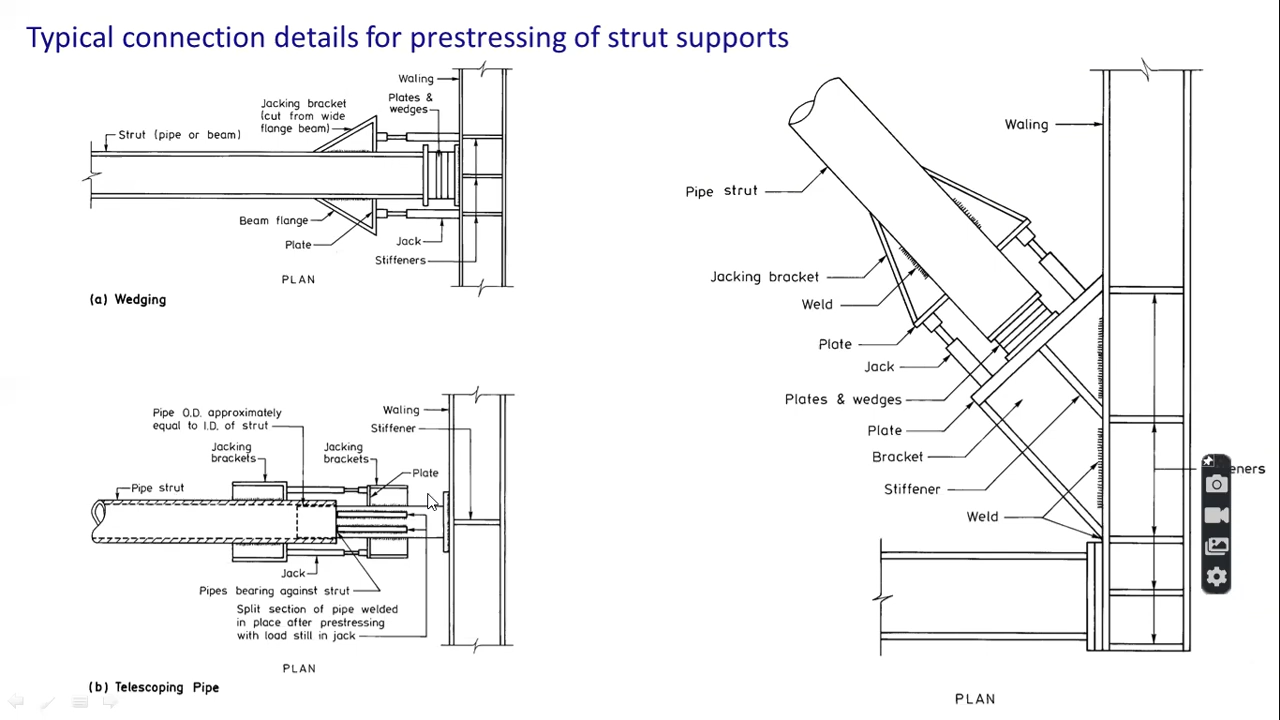 Typical connection details for prestressing of strut supports
Waling
Plates &
wedges
Jacking bracket
(cut from wide
flange beam)
Strut (pipe or beam)
Beam flange
Plate
Jack
Stiffeners
PLAN
(a) Wedging
Pipe O.D. approximately
equal to I.D. of strut
Waling
Stiffener
Jacking
brackets
Jacking
brackets
Plate
Pipe strut
Jack
Pipes bearing against strut
Split section of pipe welded
in place after prestressing
with load still in jack
PLAN
(b) Telescoping Pipe
Waling
Pipe strut
Jacking bracket
Weld
Plate
Jack
Plates & wedges
Plate
Bracket
Stiffener
Weld
eners
PLAN